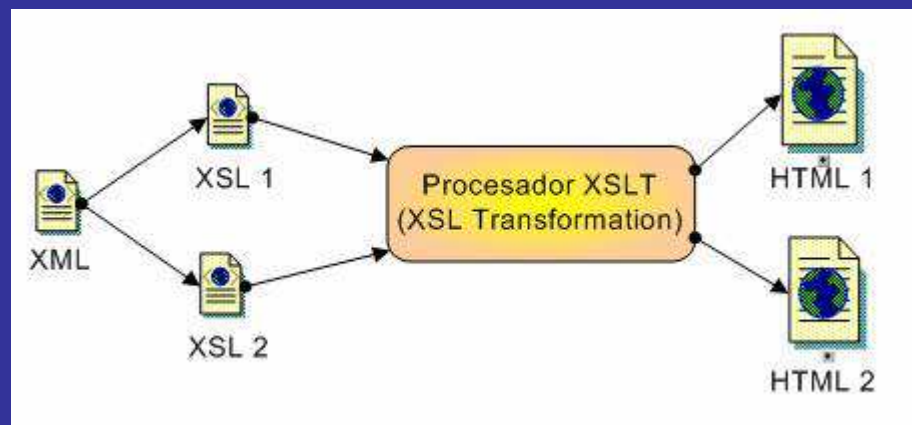 XML
XSL 1
XSL 2
Procesador XSLT
(XSL Transformation)
HTML 1
HTML 2